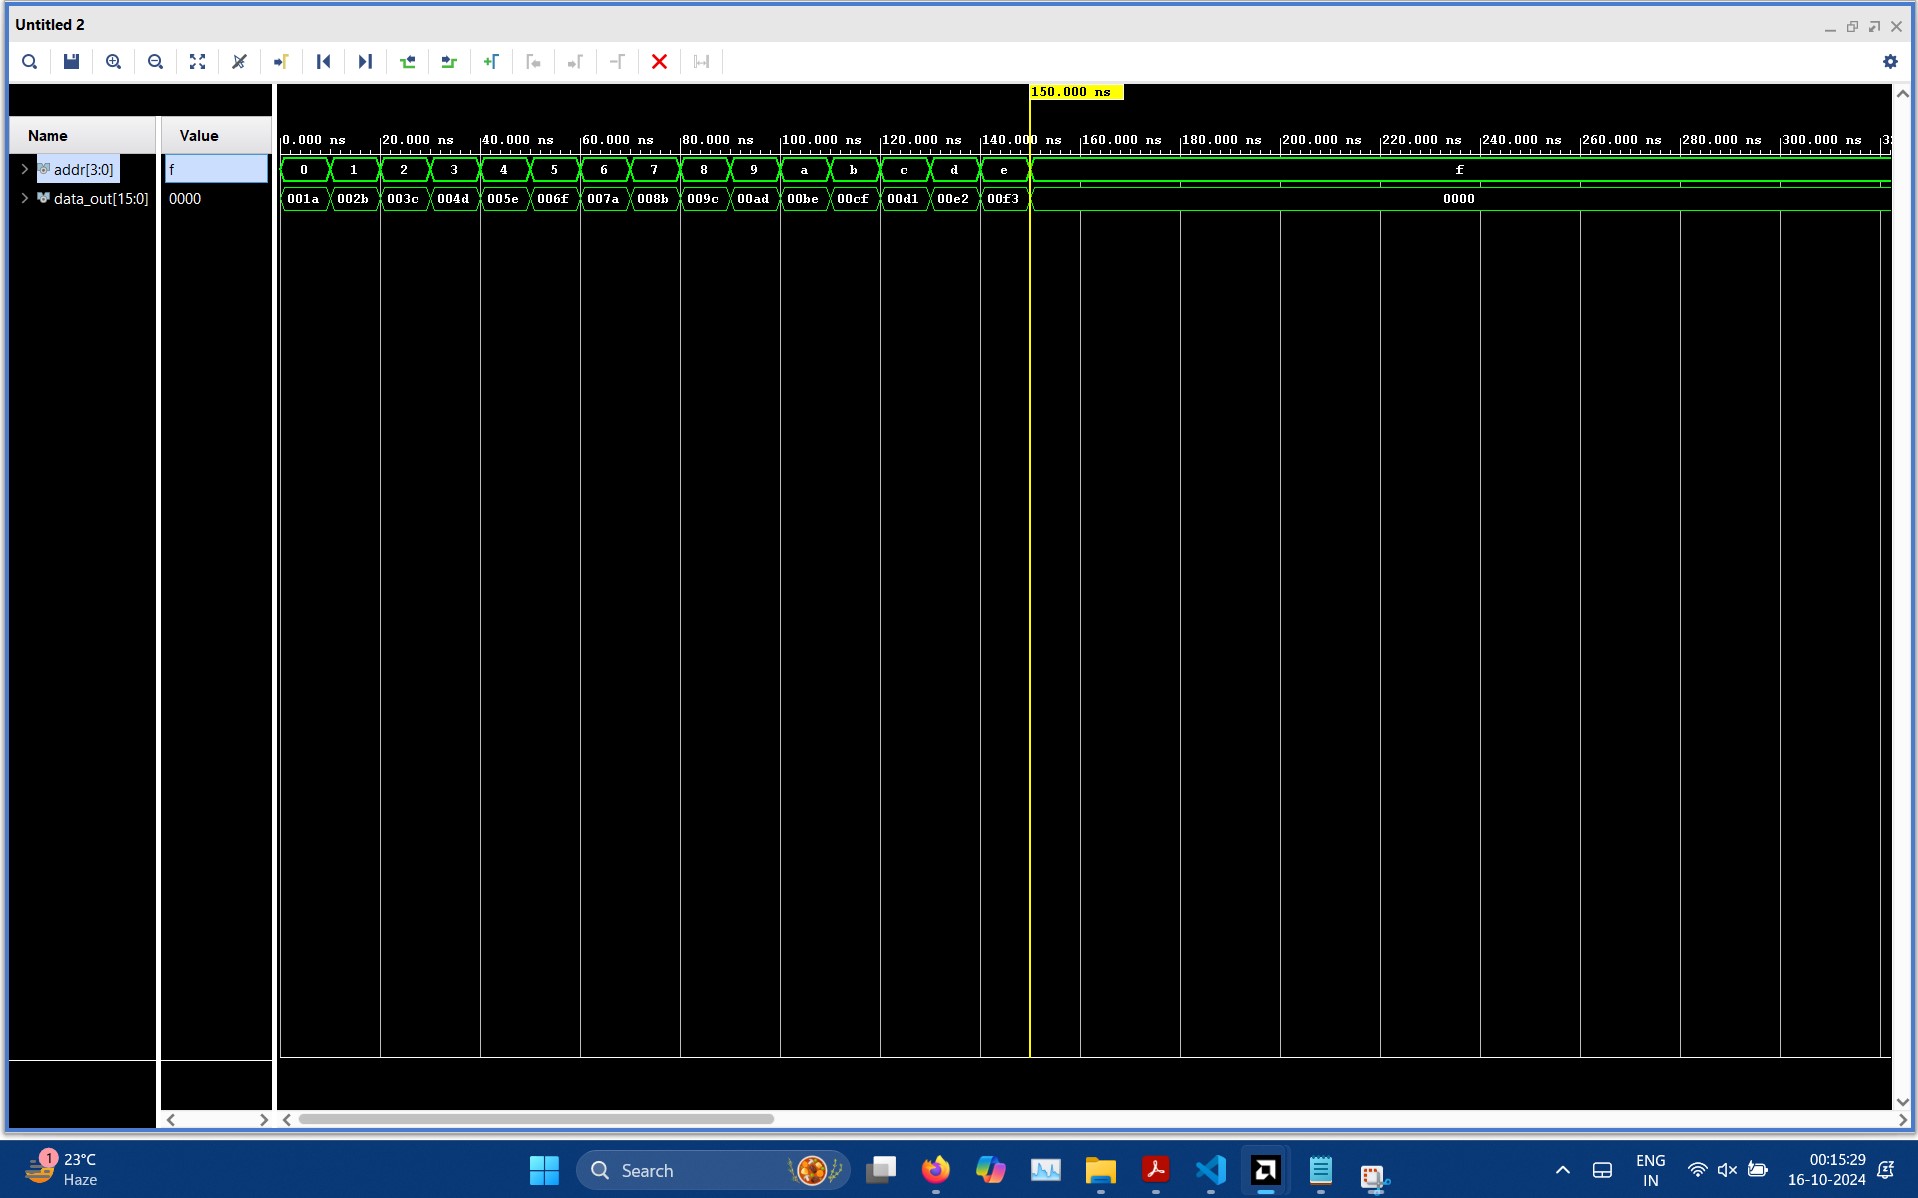 Untitled 2
150.000 ns
Name Value
0.000 ns 20.000 ns 40.000 ns 60.000 ns 80.000 ns 100.000 ns 120.000 ns 140.000 ns 160.000 ns 180.000 ns 200.000 ns 220.000 ns 240.000 ns 260.000 ns 280.000 ns 300.000 ns
addr[3:0] f 0 1 2 3 4 5 6 7 8 9 a b c d e f
data_out[15:0] 0000 001a 002b 003c 004d 005e 006f 007a 008b 009c 00ad 00be 00cf 00d1 00e2 00f3 0000
1
23°C
Haze
Search
ENG
IN
00:15:29
16-10-2024